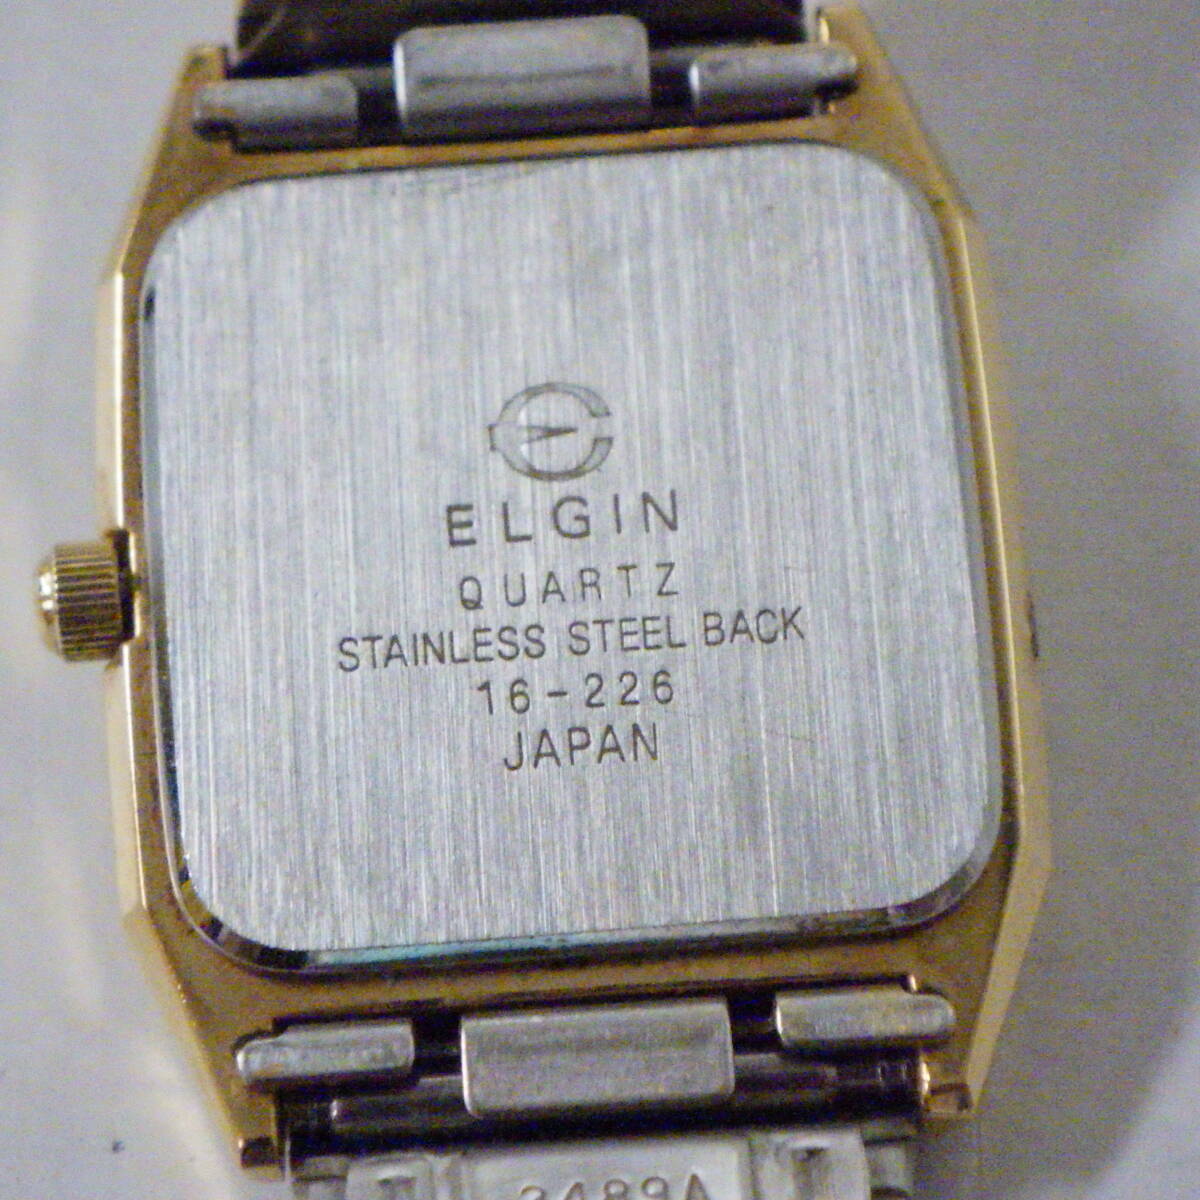 ELGIN
QUARTZ
STAINLESS STEEL BACK
16-226
JAPAN